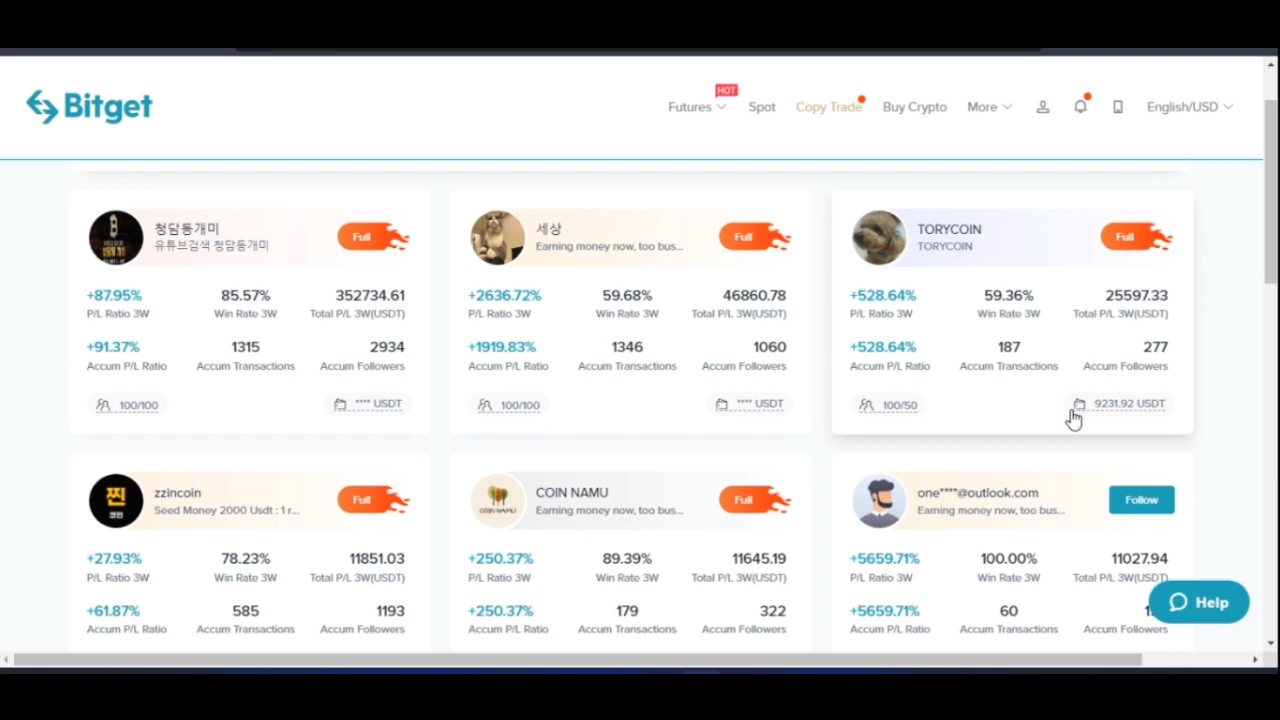 Bitget
Futures HOT Spot Copy Trade Buy Crypto More English/USD
청담동개미
유튜브검색 청담동개미
Full
+87.95% 85.57% 352734.61
P/L Ratio 3W Win Rate 3W Total P/L 3W(USDT)
+91.37% 1315 2934
Accum P/L Ratio Accum Transactions Accum Followers
100/100 **** USDT
세상
Earning money now, too bus...
Full
+2636.72% 59.68% 46860.78
P/L Ratio 3W Win Rate 3W Total P/L 3W(USDT)
+1919.83% 1346 1060
Accum P/L Ratio Accum Transactions Accum Followers
100/100 **** USDT
TORYCOIN
TORYCOIN
Full
+528.64% 59.36% 25597.33
P/L Ratio 3W Win Rate 3W Total P/L 3W(USDT)
+528.64% 187 277
Accum P/L Ratio Accum Transactions Accum Followers
100/50 9231.92 USDT
찐
zzincoin
Seed Money 2000 Usdt : 1 r...
Full
+27.93% 78.23% 11851.03
P/L Ratio 3W Win Rate 3W Total P/L 3W(USDT)
+61.87% 585 1193
Accum P/L Ratio Accum Transactions Accum Followers
COIN NAMU
COIN NAMU
Earning money now, too bus...
Full
+250.37% 89.39% 11645.19
P/L Ratio 3W Win Rate 3W Total P/L 3W(USDT)
+250.37% 179 322
Accum P/L Ratio Accum Transactions Accum Followers
one****@outlook.com
Earning money now, too bus...
Follow
+5659.71% 100.00% 11027.94
P/L Ratio 3W Win Rate 3W Total P/L 3W(USDT)
+5659.71% 60
Accum P/L Ratio Accum Transactions Accum Followers
Help